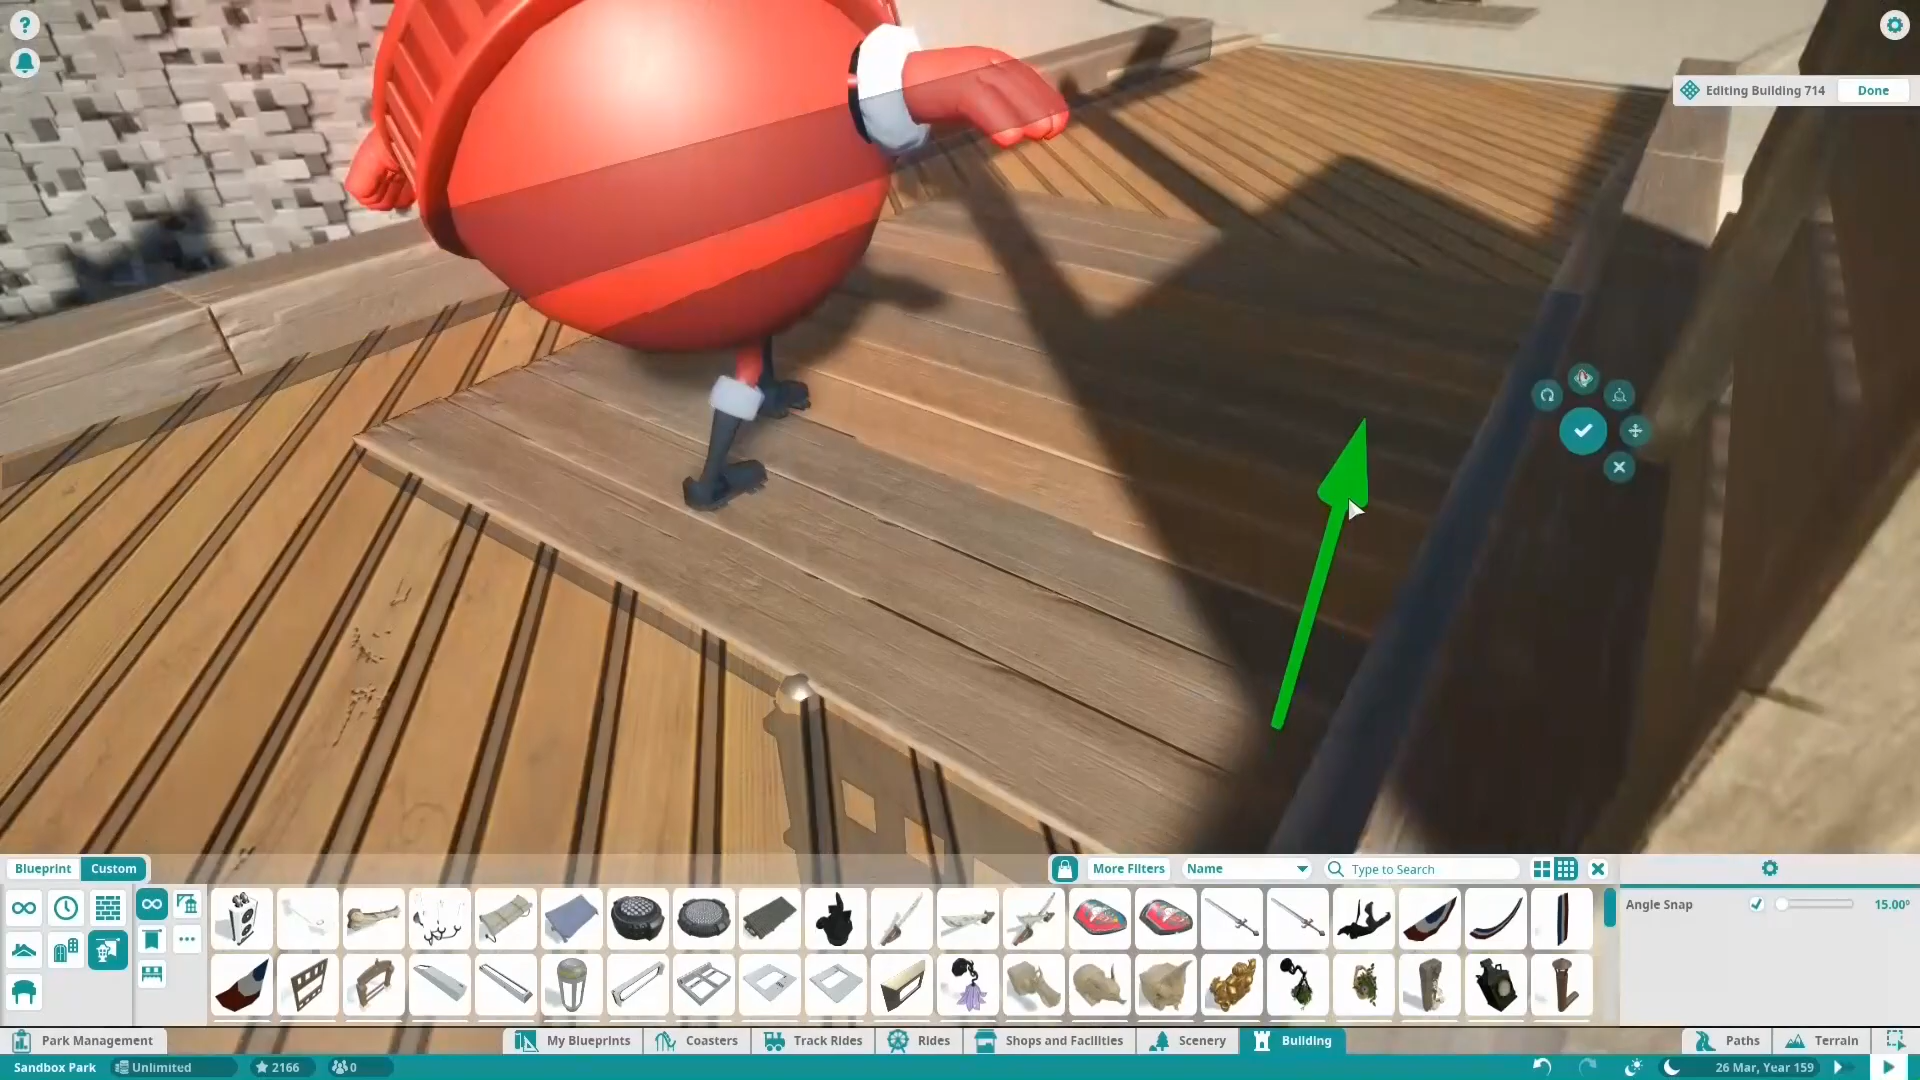 ?
Editing Building 714
Done
Blueprint
Custom
More Filters
Name
Type to Search
Angle Snap
15.00°
Park Management
My Blueprints
Coasters
Track Rides
Rides
Shops and Facilities
Scenery
Building
Paths
Terrain
Sandbox Park
Unlimited
2166
0
26 Mar, Year 159